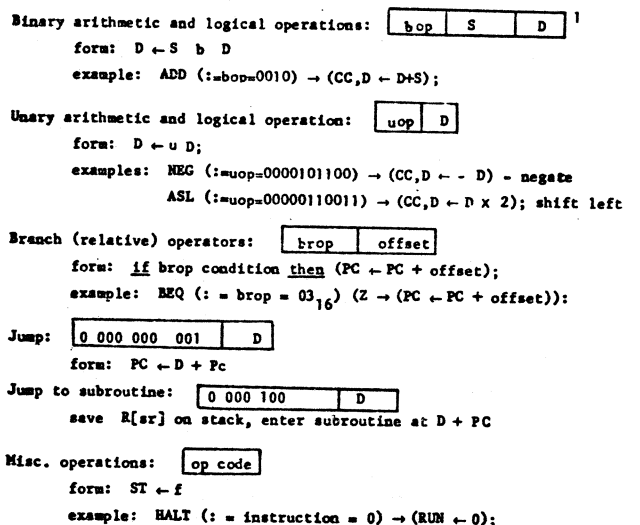 Binary arithmetic and logical operations: bop S D 1
form: D ← S b D
example: ADD (:=bop=0010) → (CC,D ← D+S);
Unary arithmetic and logical operation: uop D
form: D ← u D;
examples: NEG (:=uop=0000101100) → (CC,D ← - D) - negate
ASL (:=uop=00000110011) → (CC,D ← D x 2); shift left
Branch (relative) operators: brop offset
form: if brop condition then (PC ← PC + offset);
example: BEQ (: = brop = 03₁₆) (Z → (PC ← PC + offset)):
Jump: 0 000 000 001 D
form: PC ← D + Pc
Jump to subroutine: 0 000 100 D
save R[sr] on stack, enter subroutine at D + PC
Misc. operations: op code
form: ST ← f
example: HALT (: = instruction = 0) → (RUN ← 0);